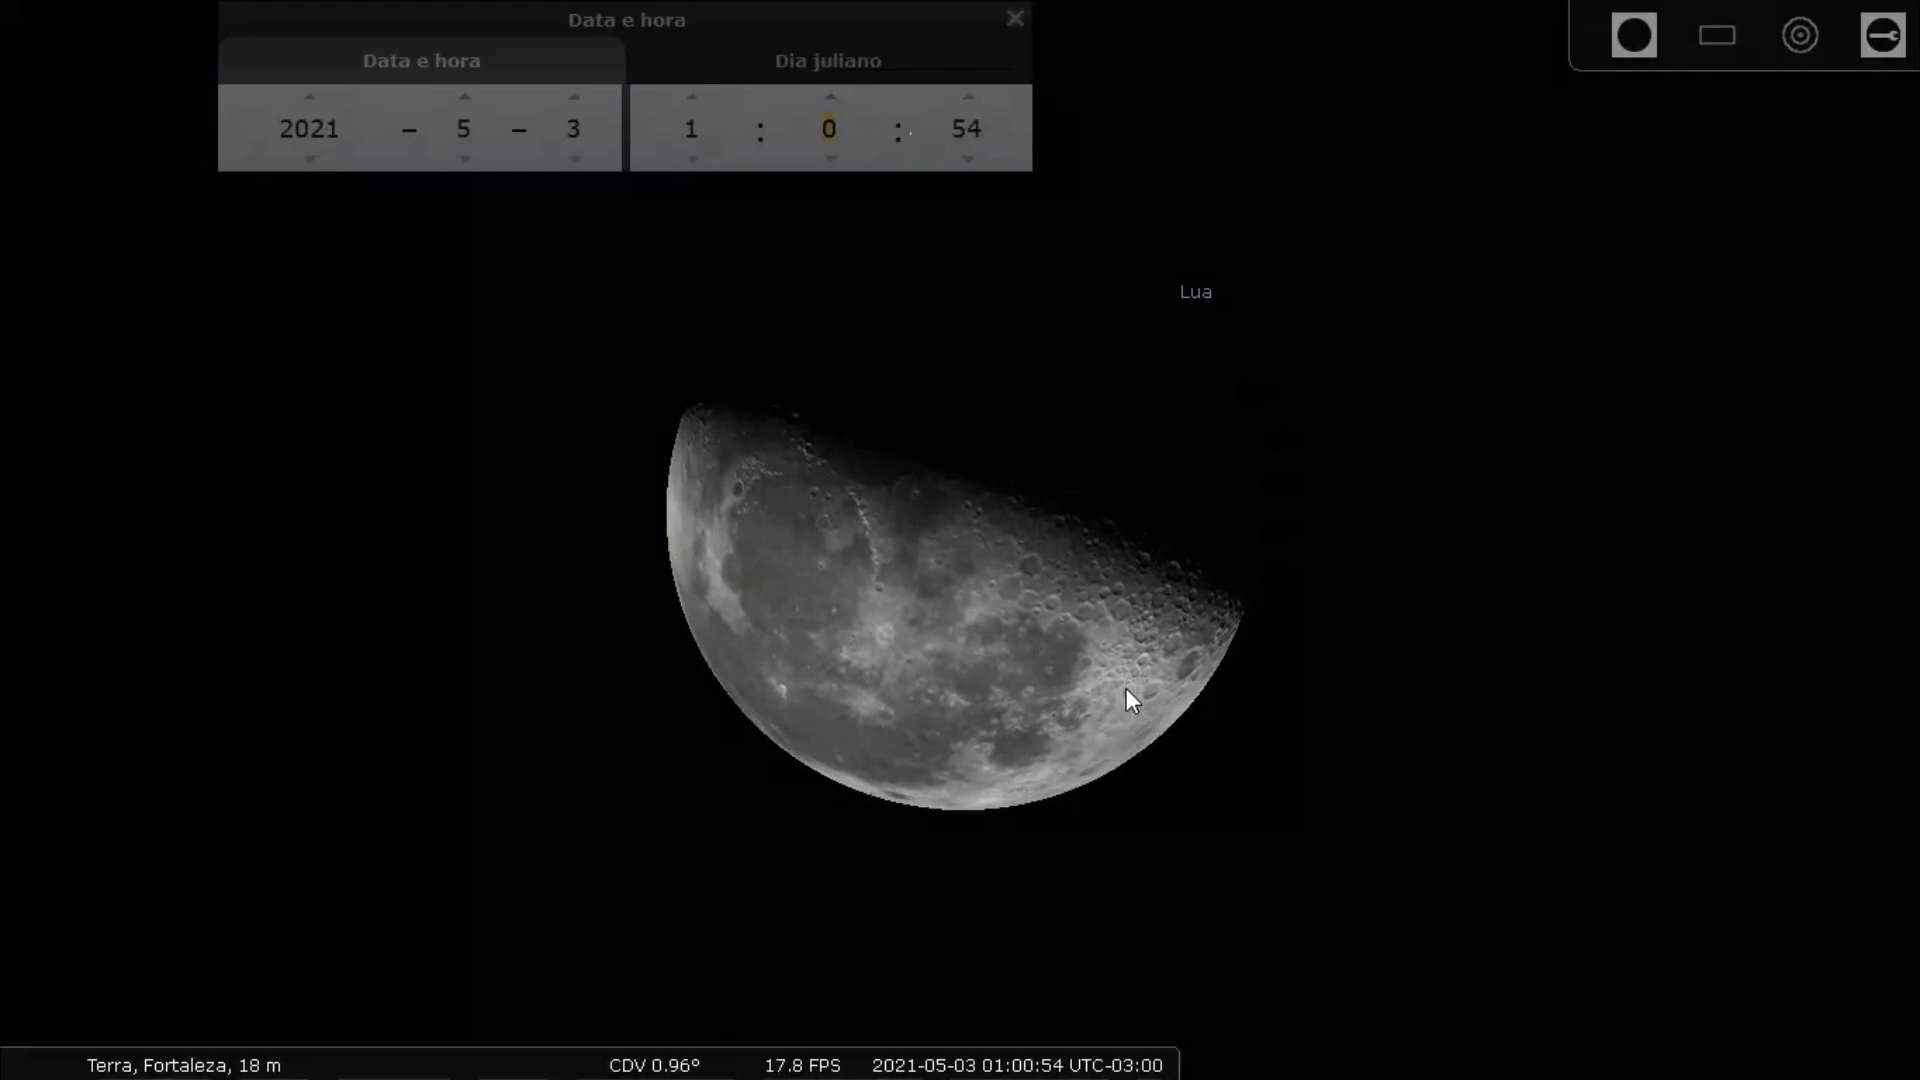 Data e hora
Data e hora
Dia juliano
2021 – 5 – 3
1 : 0 : 54
Lua
Terra, Fortaleza, 18 m
CDV 0.96°
17.8 FPS
2021-05-03 01:00:54 UTC-03:00